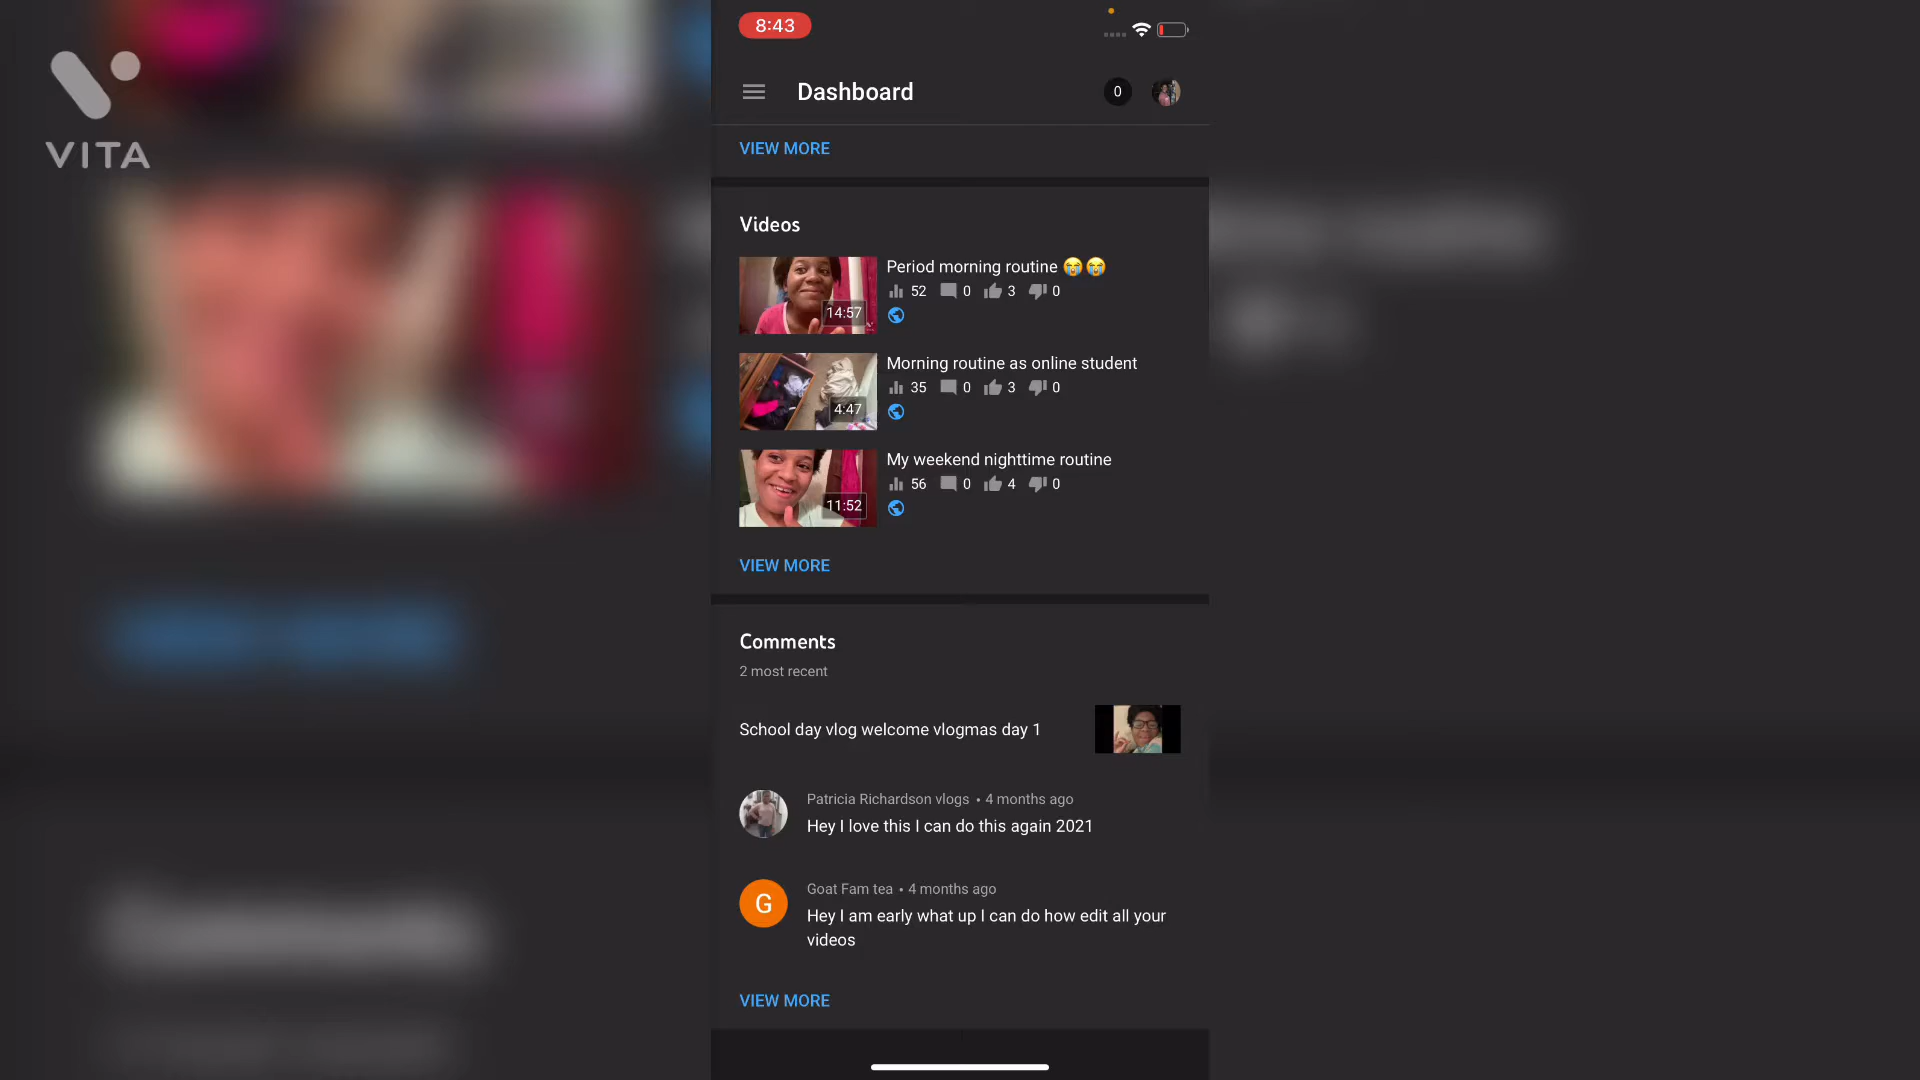 VITA
8:43
Dashboard
0
VIEW MORE
Videos
Period morning routine 😭😭
52 0 3 0
14:57
Morning routine as online student
35 0 3 0
4:47
My weekend nighttime routine
56 0 4 0
11:52
VIEW MORE
Comments
2 most recent
School day vlog welcome vlogmas day 1
Patricia Richardson vlogs • 4 months ago
Hey I love this I can do this again 2021
G
Goat Fam tea • 4 months ago
Hey I am early what up I can do how edit all your
videos
VIEW MORE